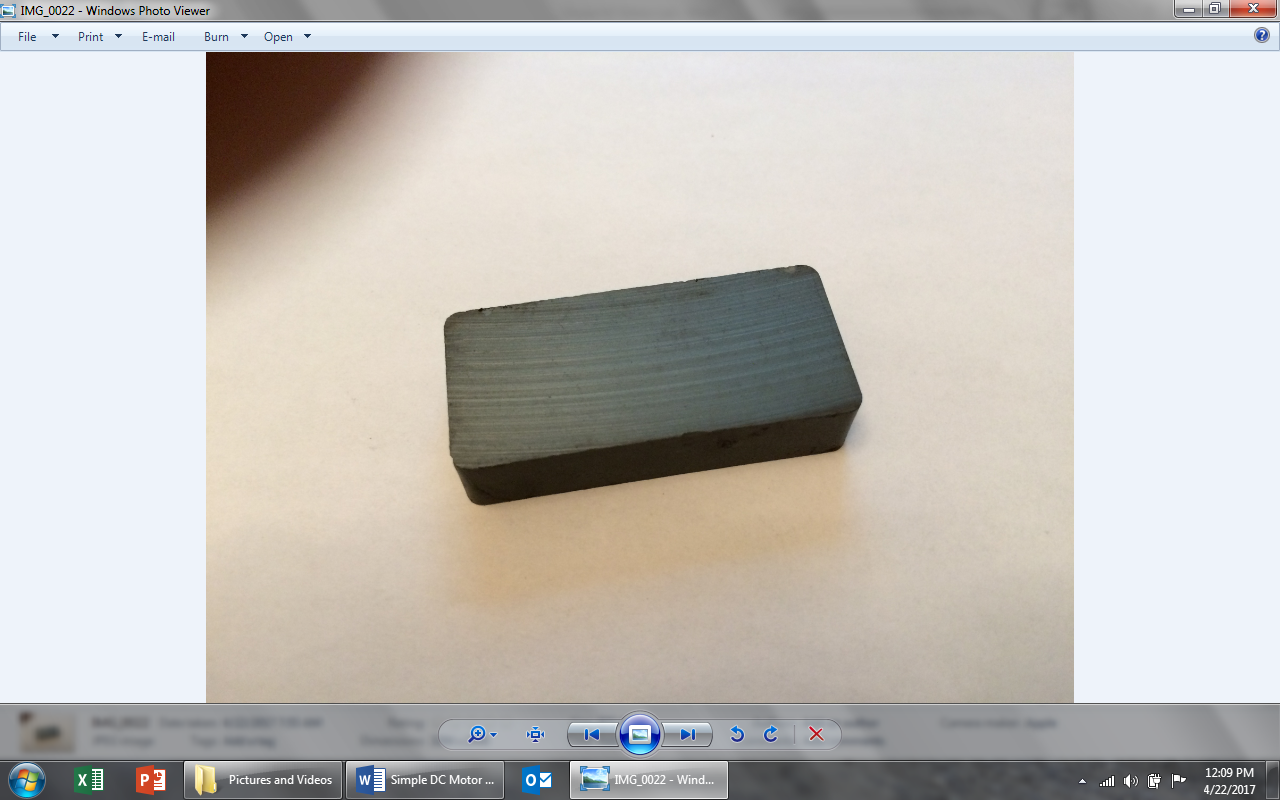 IMG_0022 - Windows Photo Viewer
File Print E-mail Burn Open
Pictures and Videos Simple DC Motor ... IMG_0022 - Wind...
12:09 PM
4/22/2017